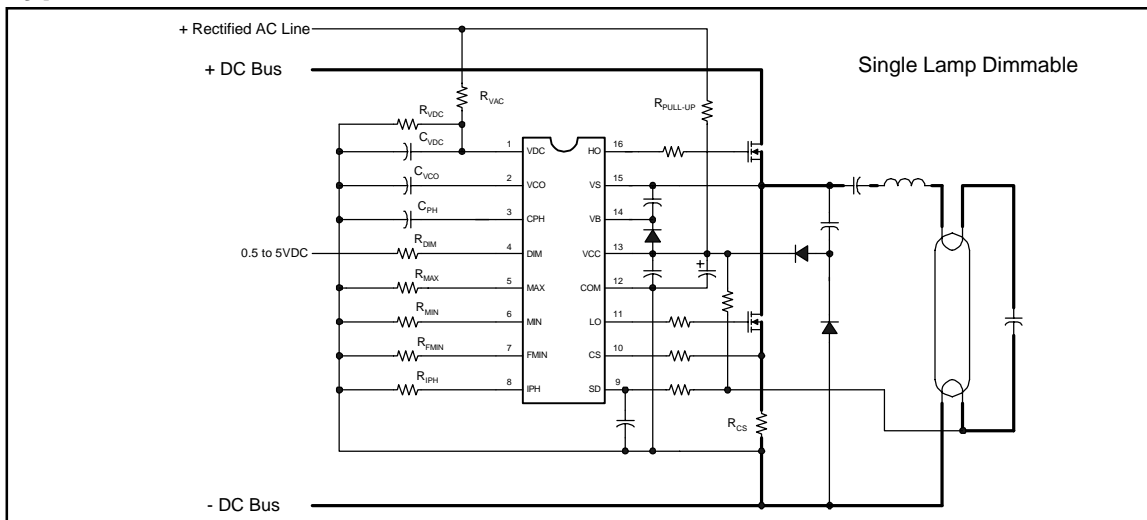 + Rectified AC Line
+ DC Bus
Single Lamp Dimmable
RVAC
RPULL-UP
RVDC
CVDC
1 VDC HO 16
CVCO
2 VCO VS 15
CPH
3 CPH VB 14
0.5 to 5VDC
RDIM
4 DIM VCC 13
+
RMAX
5 MAX COM 12
RMIN
6 MIN LO 11
RFMIN
7 FMIN CS 10
RIPH
8 IPH SD 9
RCS
- DC Bus